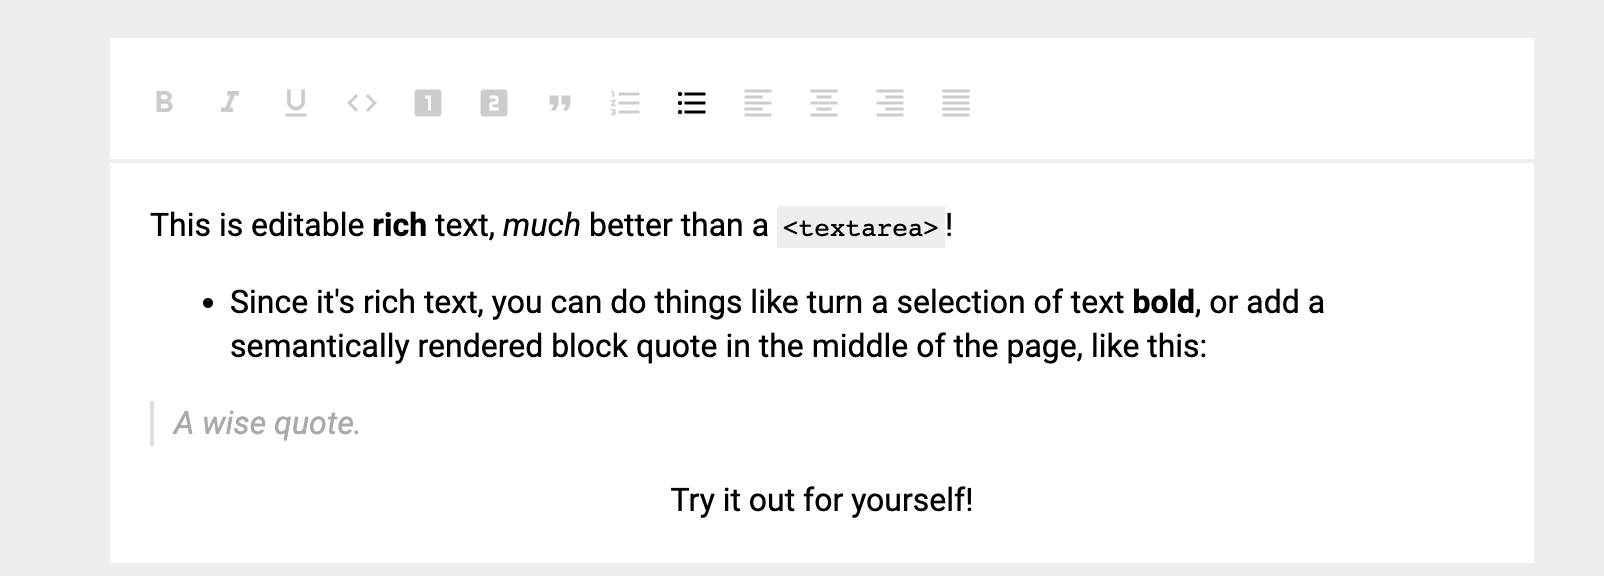 B I U <> 1 2 ”
This is editable rich text, much better than a <textarea>!
• Since it's rich text, you can do things like turn a selection of text bold, or add a
semantically rendered block quote in the middle of the page, like this:
A wise quote.
Try it out for yourself!